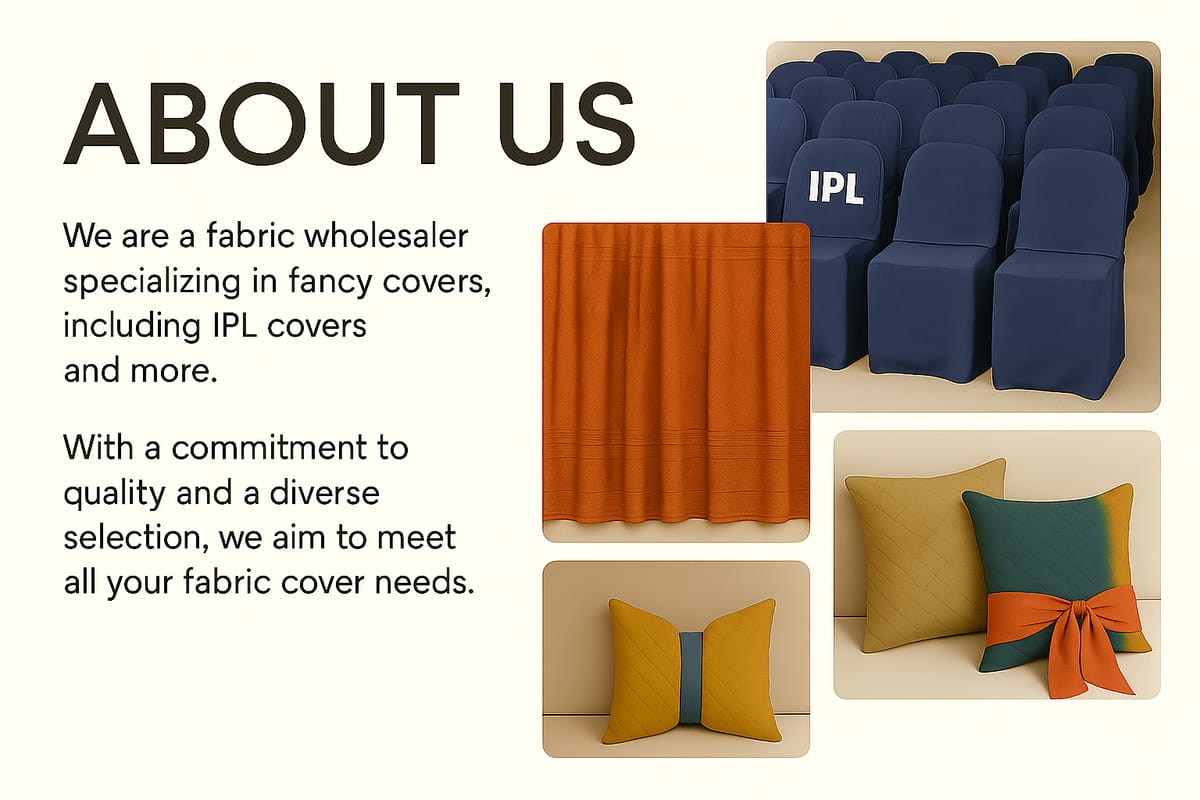 ABOUT US
We are a fabric wholesaler
specializing in fancy covers,
including IPL covers
and more.
With a commitment to
quality and a diverse
selection, we aim to meet
all your fabric cover needs.
IPL